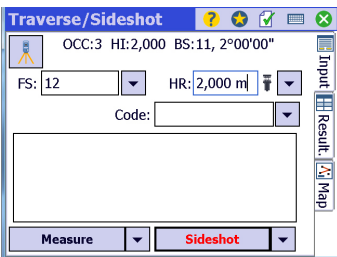 Traverse/Sideshot ?
OCC:3 HI:2,000 BS:11, 2°00'00"
FS: 12 HR: 2,000 m
Code:
Measure Sideshot
Input
Result.
Map